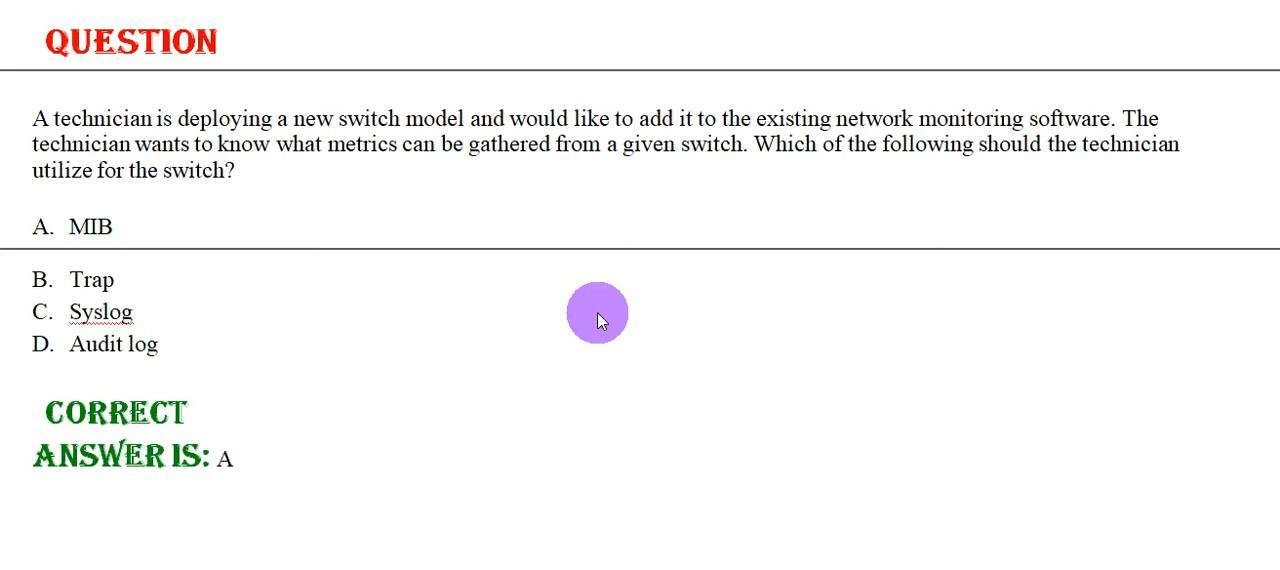 QUESTION
A technician is deploying a new switch model and would like to add it to the existing network monitoring software. The
technician wants to know what metrics can be gathered from a given switch. Which of the following should the technician
utilize for the switch?
A. MIB
B. Trap
C. Syslog
D. Audit log
CORRECT
ANSWER IS: A